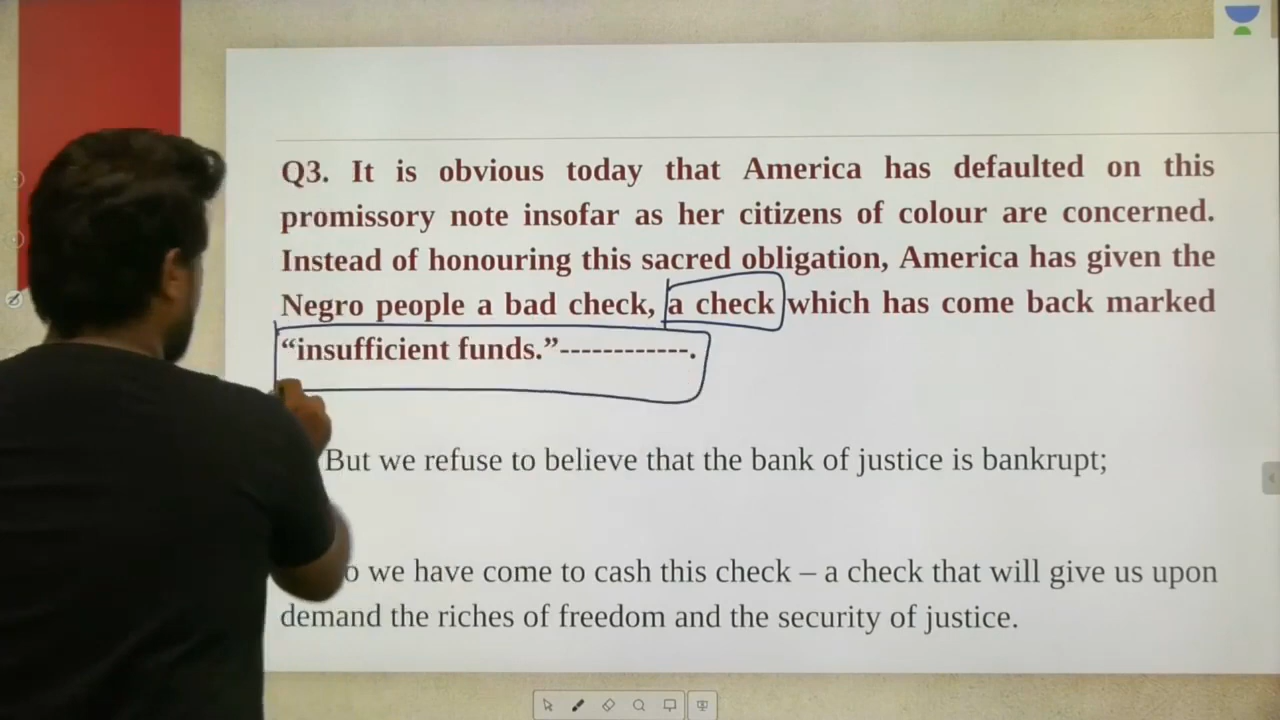 Q3. It is obvious today that America has defaulted on this
promissory note insofar as her citizens of colour are concerned.
Instead of honouring this sacred obligation, America has given the
Negro people a bad check, a check which has come back marked
“insufficient funds.”------------.
But we refuse to believe that the bank of justice is bankrupt;
we have come to cash this check – a check that will give us upon
demand the riches of freedom and the security of justice.